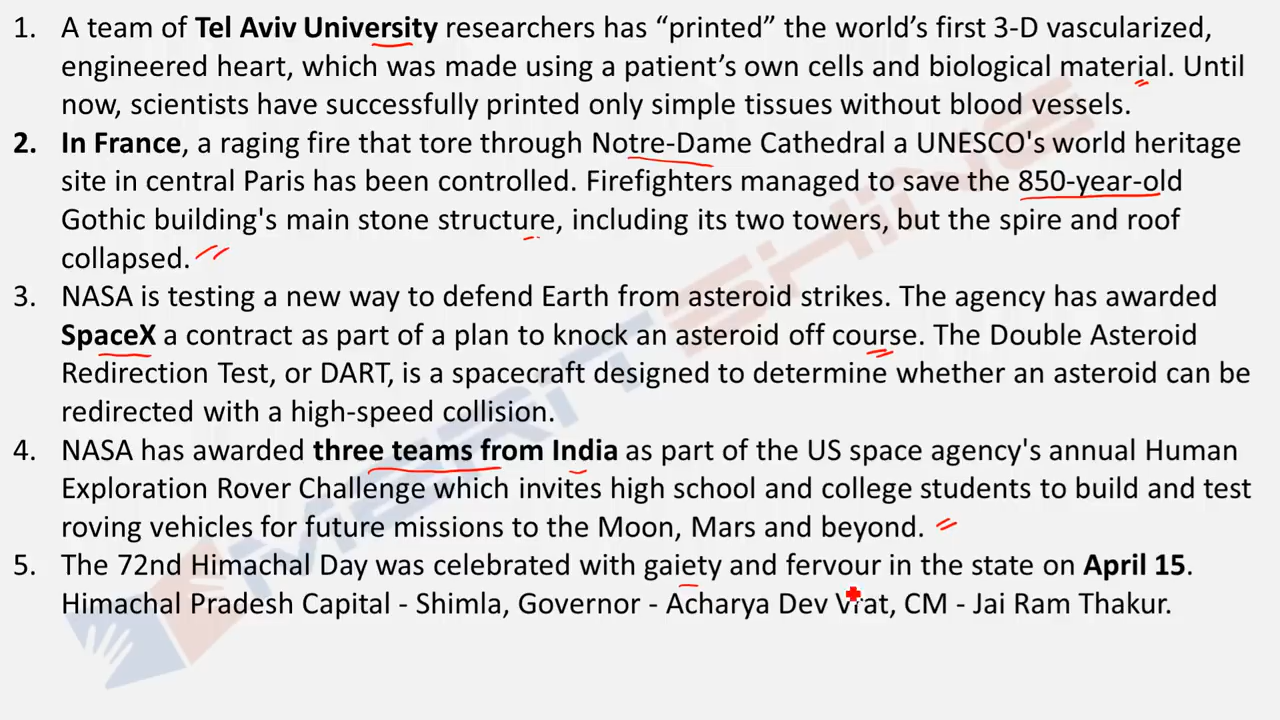 1. A team of Tel Aviv University researchers has “printed” the world’s first 3-D vascularized,
engineered heart, which was made using a patient’s own cells and biological material. Until
now, scientists have successfully printed only simple tissues without blood vessels.
2. In France, a raging fire that tore through Notre-Dame Cathedral a UNESCO's world heritage
site in central Paris has been controlled. Firefighters managed to save the 850-year-old
Gothic building's main stone structure, including its two towers, but the spire and roof
collapsed.
3. NASA is testing a new way to defend Earth from asteroid strikes. The agency has awarded
SpaceX a contract as part of a plan to knock an asteroid off course. The Double Asteroid
Redirection Test, or DART, is a spacecraft designed to determine whether an asteroid can be
redirected with a high-speed collision.
4. NASA has awarded three teams from India as part of the US space agency's annual Human
Exploration Rover Challenge which invites high school and college students to build and test
roving vehicles for future missions to the Moon, Mars and beyond.
5. The 72nd Himachal Day was celebrated with gaiety and fervour in the state on April 15.
Himachal Pradesh Capital - Shimla, Governor - Acharya Dev Vrat, CM - Jai Ram Thakur.
MERIT SHINE